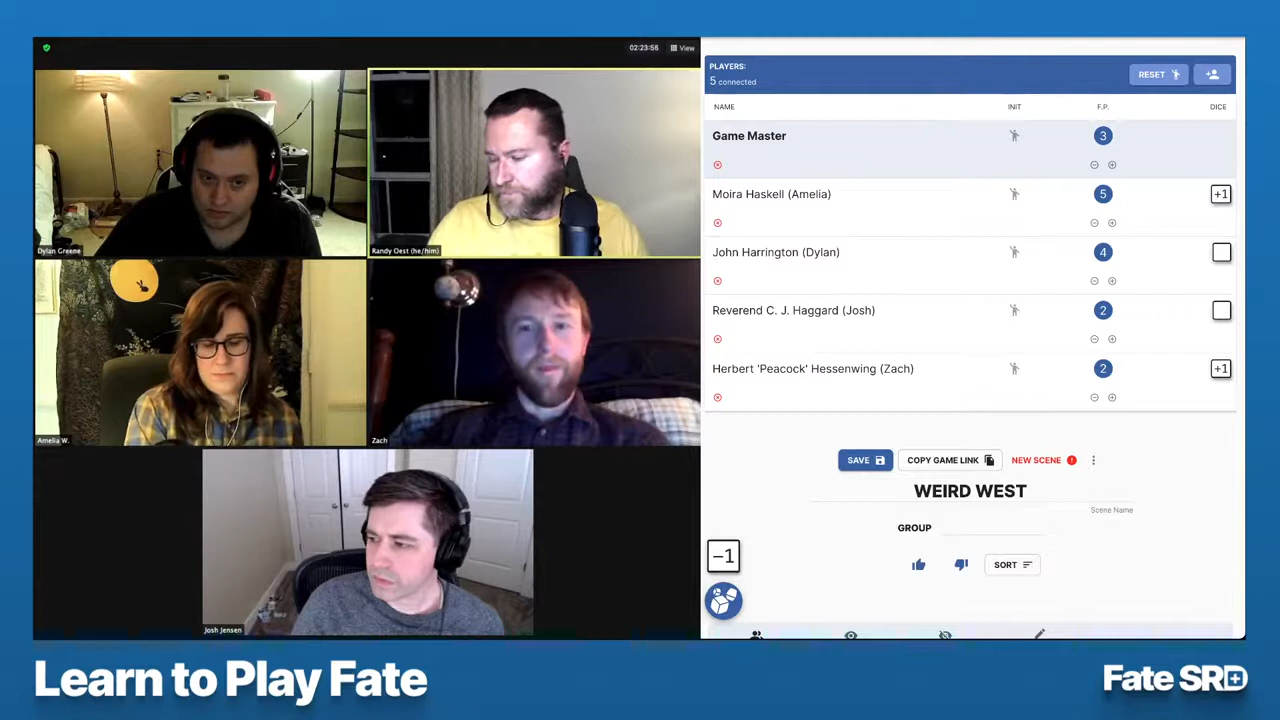 02:23:56
View
Dylan Greene
Randy Oest (he/him)
Amelia W.
Zach
Josh Jensen
PLAYERS:
5 connected
RESET
NAME
INIT
F.P.
DICE
Game Master
3
Moira Haskell (Amelia)
5
+1
John Harrington (Dylan)
4
Reverend C. J. Haggard (Josh)
2
Herbert 'Peacock' Hessenwing (Zach)
2
+1
SAVE
COPY GAME LINK
NEW SCENE
WEIRD WEST
Scene Name
GROUP
−1
SORT
Learn to Play Fate
Fate SRD